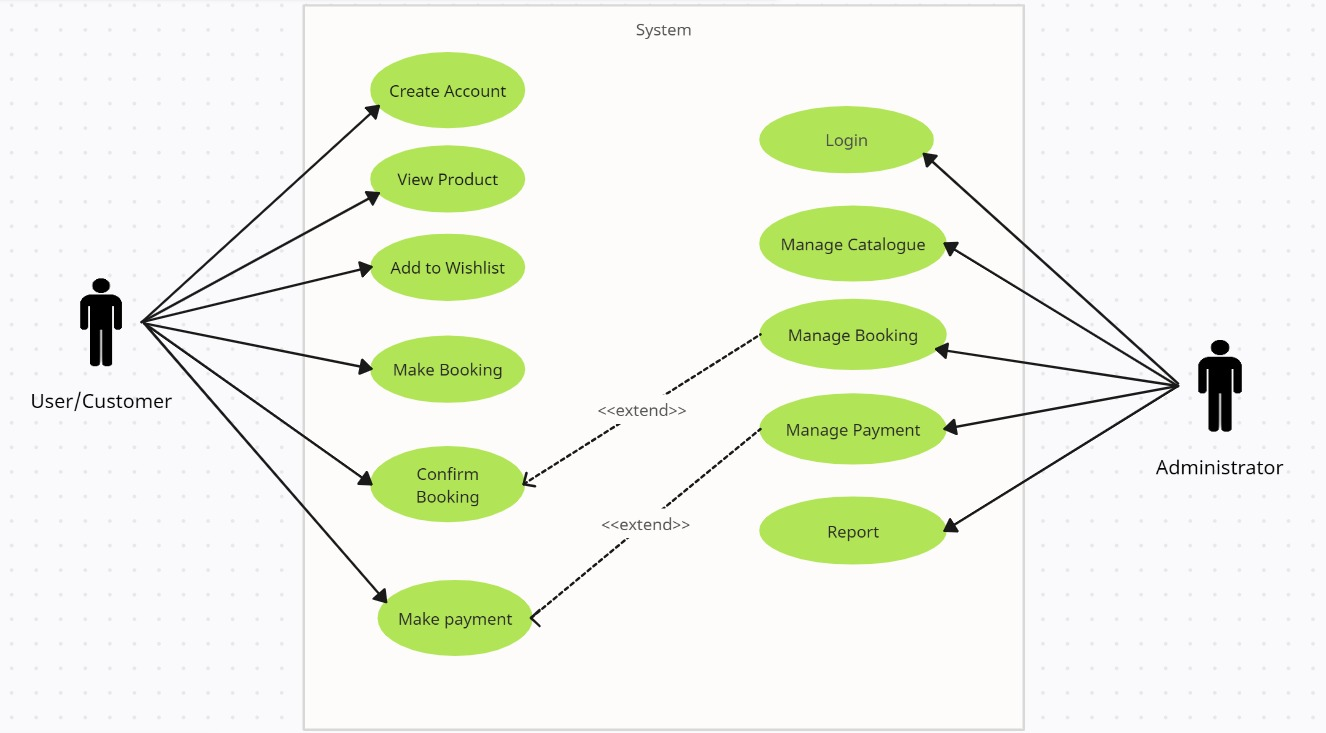 System
Create Account
View Product
Add to Wishlist
Make Booking
Confirm
Booking
Make payment
User/Customer
<<extend>>
<<extend>>
Login
Manage Catalogue
Manage Booking
Manage Payment
Report
Administrator